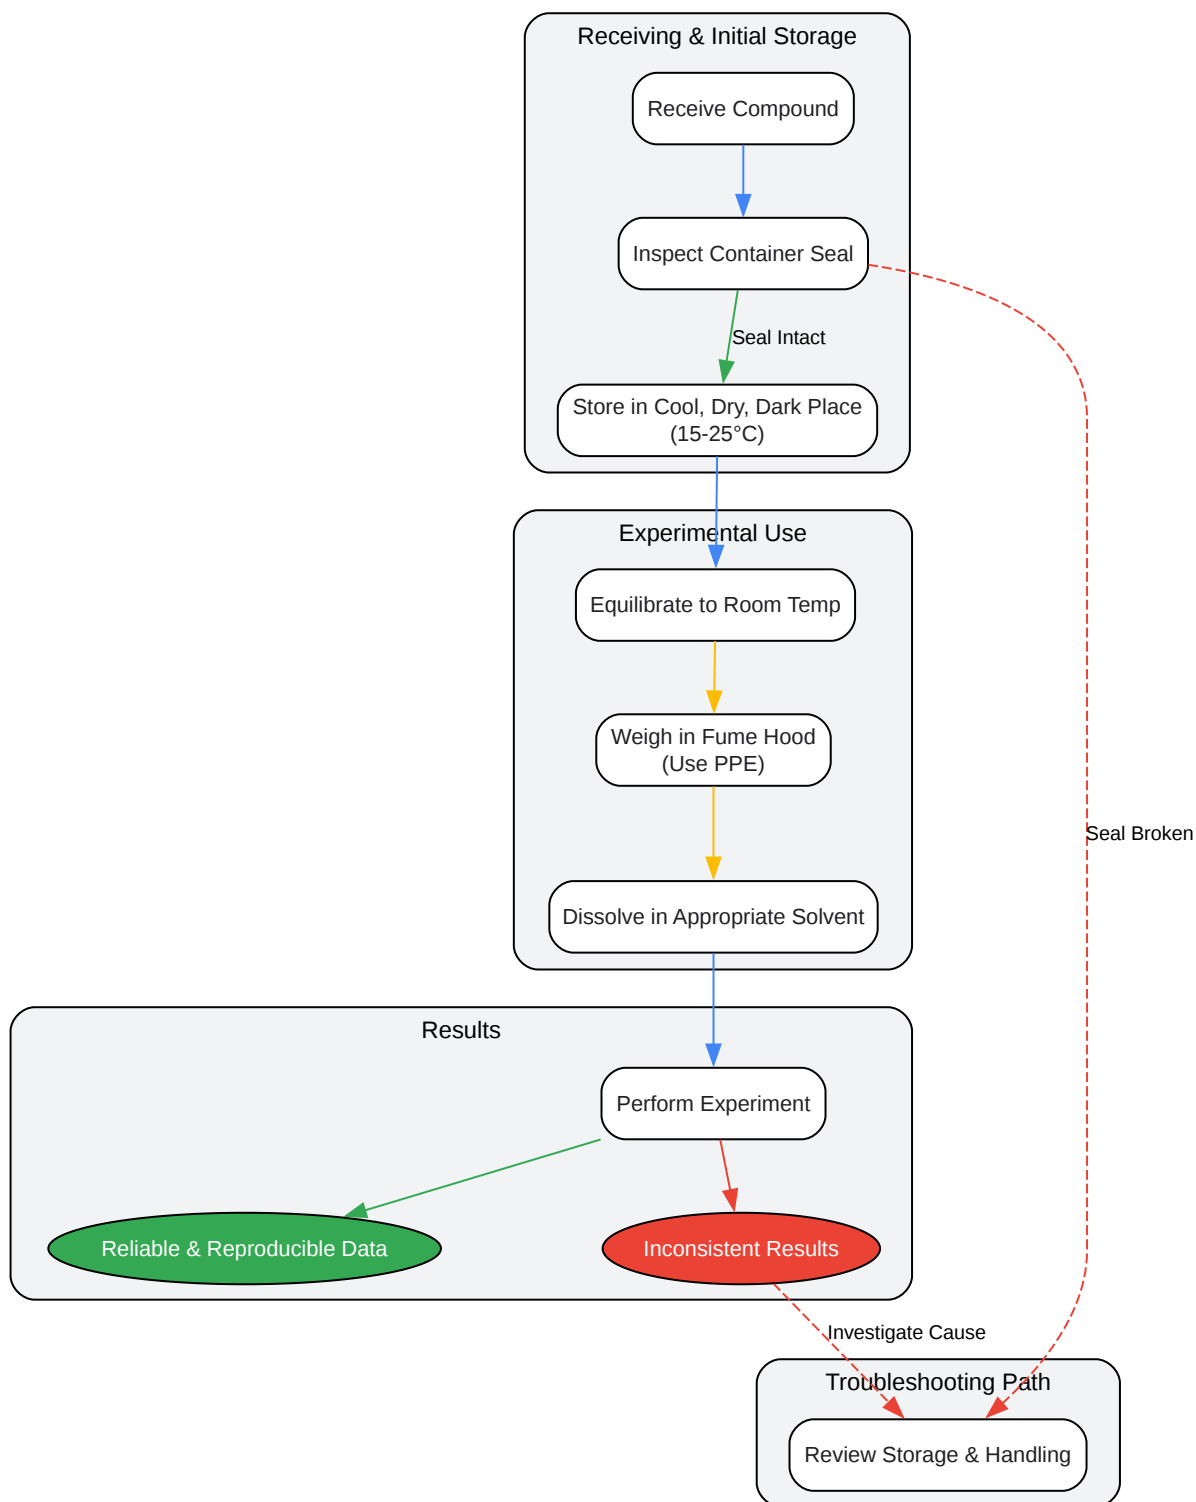 Receiving & Initial Storage
Receive Compound
Inspect Container Seal
Seal Intact
Store in Cool, Dry, Dark Place
(15-25°C)
Experimental Use
Equilibrate to Room Temp
Weigh in Fume Hood
(Use PPE)
Seal Broken
Dissolve in Appropriate Solvent
Results
Perform Experiment
Reliable & Reproducible Data
Inconsistent Results
Investigate Cause
Troubleshooting Path
Review Storage & Handling